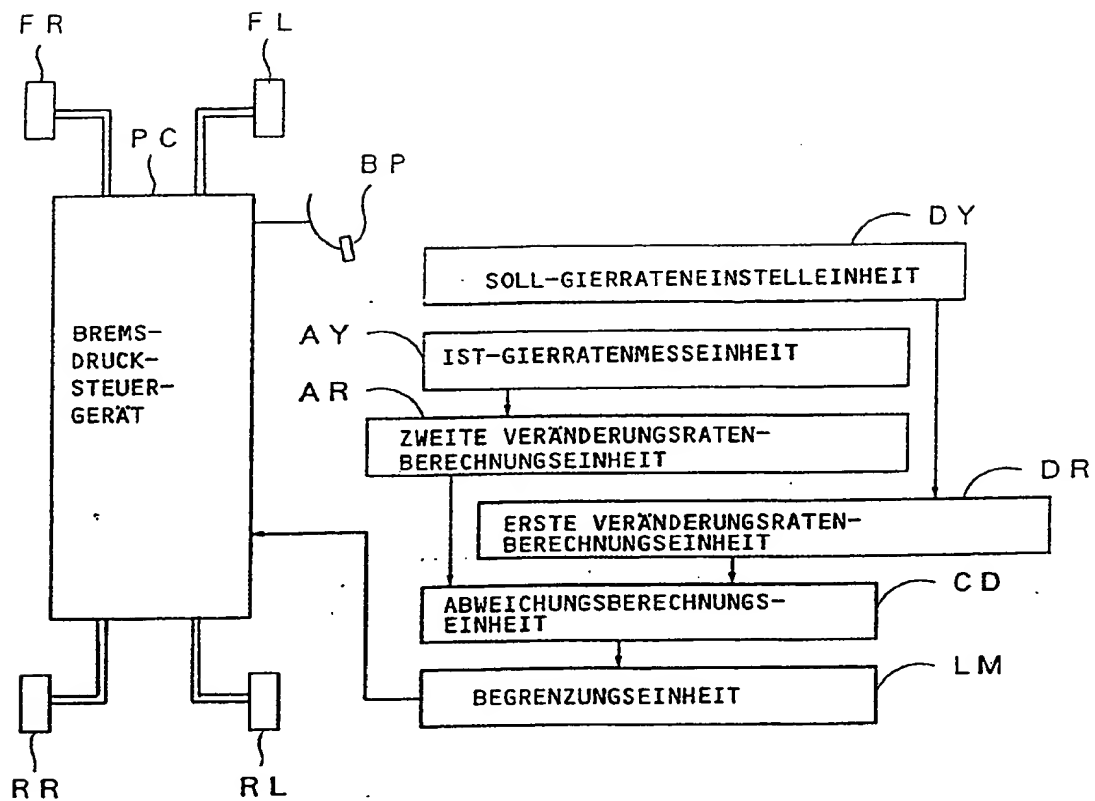 FR
FL
PC
BP
DY
SOLL-GIERRATENEINSTELLEINHEIT
BREMS-
DRUCK-
STEUER-
GERÄT
AY
IST-GIERRATENMESSEINHEIT
AR
ZWEITE VERÄNDERUNGSRATEN-
BERECHNUNGSEINHEIT
DR
ERSTE VERÄNDERUNGSRATEN-
BERECHNUNGSEINHEIT
CD
ABWEICHUNGSBERECHNUNGS-
EINHEIT
LM
BEGRENZUNGSEINHEIT
RR
RL